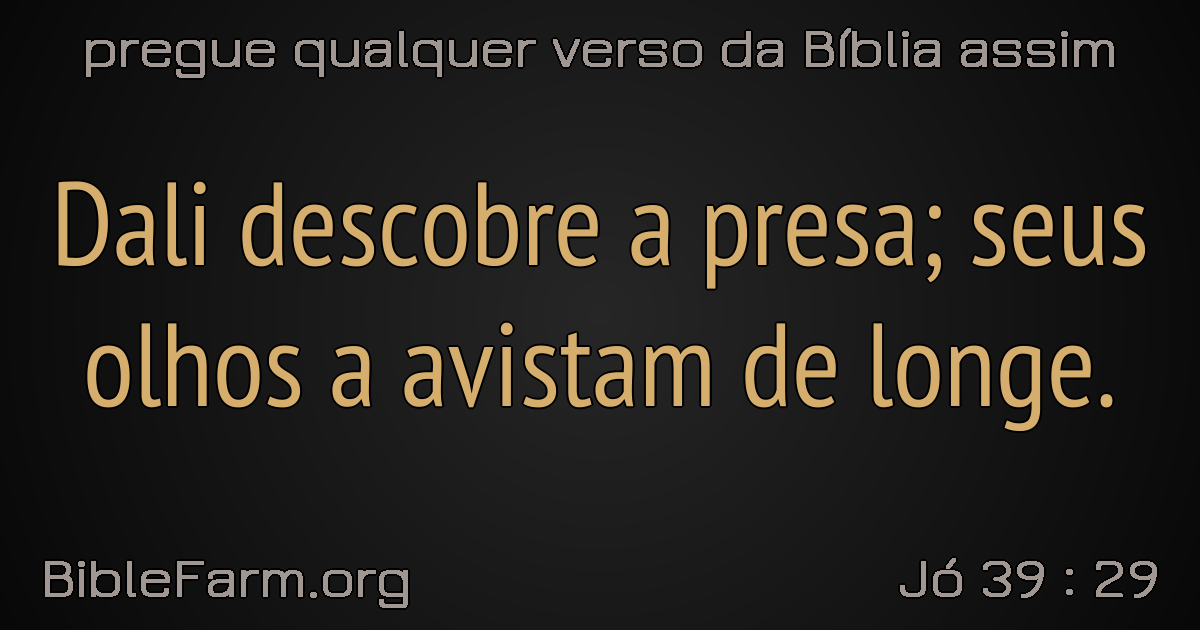 pregue qualquer verso da Bíblia assim
Dali descobre a presa; seus
olhos a avistam de longe.
BibleFarm.org
Jó 39 : 29